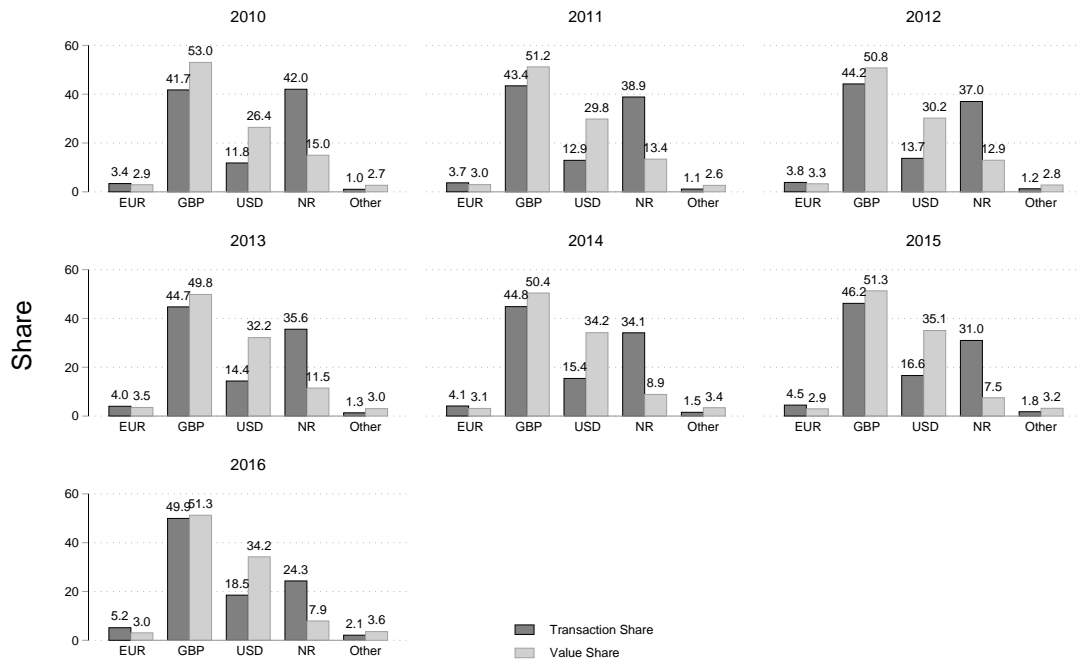 2010
2011
2012
60
40
20
0
3.4 2.9 41.7 53.0 11.8 26.4 42.0 15.0 1.0 2.7
3.7 3.0 43.4 51.2 12.9 29.8 38.9 13.4 1.1 2.6
3.8 3.3 44.2 50.8 13.7 30.2 37.0 12.9 1.2 2.8
EUR GBP USD NR Other
EUR GBP USD NR Other
EUR GBP USD NR Other
2013
2014
2015
Share
60
40
20
0
4.0 3.5 44.7 49.8 14.4 32.2 35.6 11.5 1.3 3.0
4.1 3.1 44.8 50.4 15.4 34.2 34.1 8.9 1.5 3.4
4.5 2.9 46.2 51.3 16.6 35.1 31.0 7.5 1.8 3.2
EUR GBP USD NR Other
EUR GBP USD NR Other
EUR GBP USD NR Other
2016
60
40
20
0
5.2 3.0 49.9 51.3 18.5 34.2 24.3 7.9 2.1 3.6
EUR GBP USD NR Other
Transaction Share
Value Share